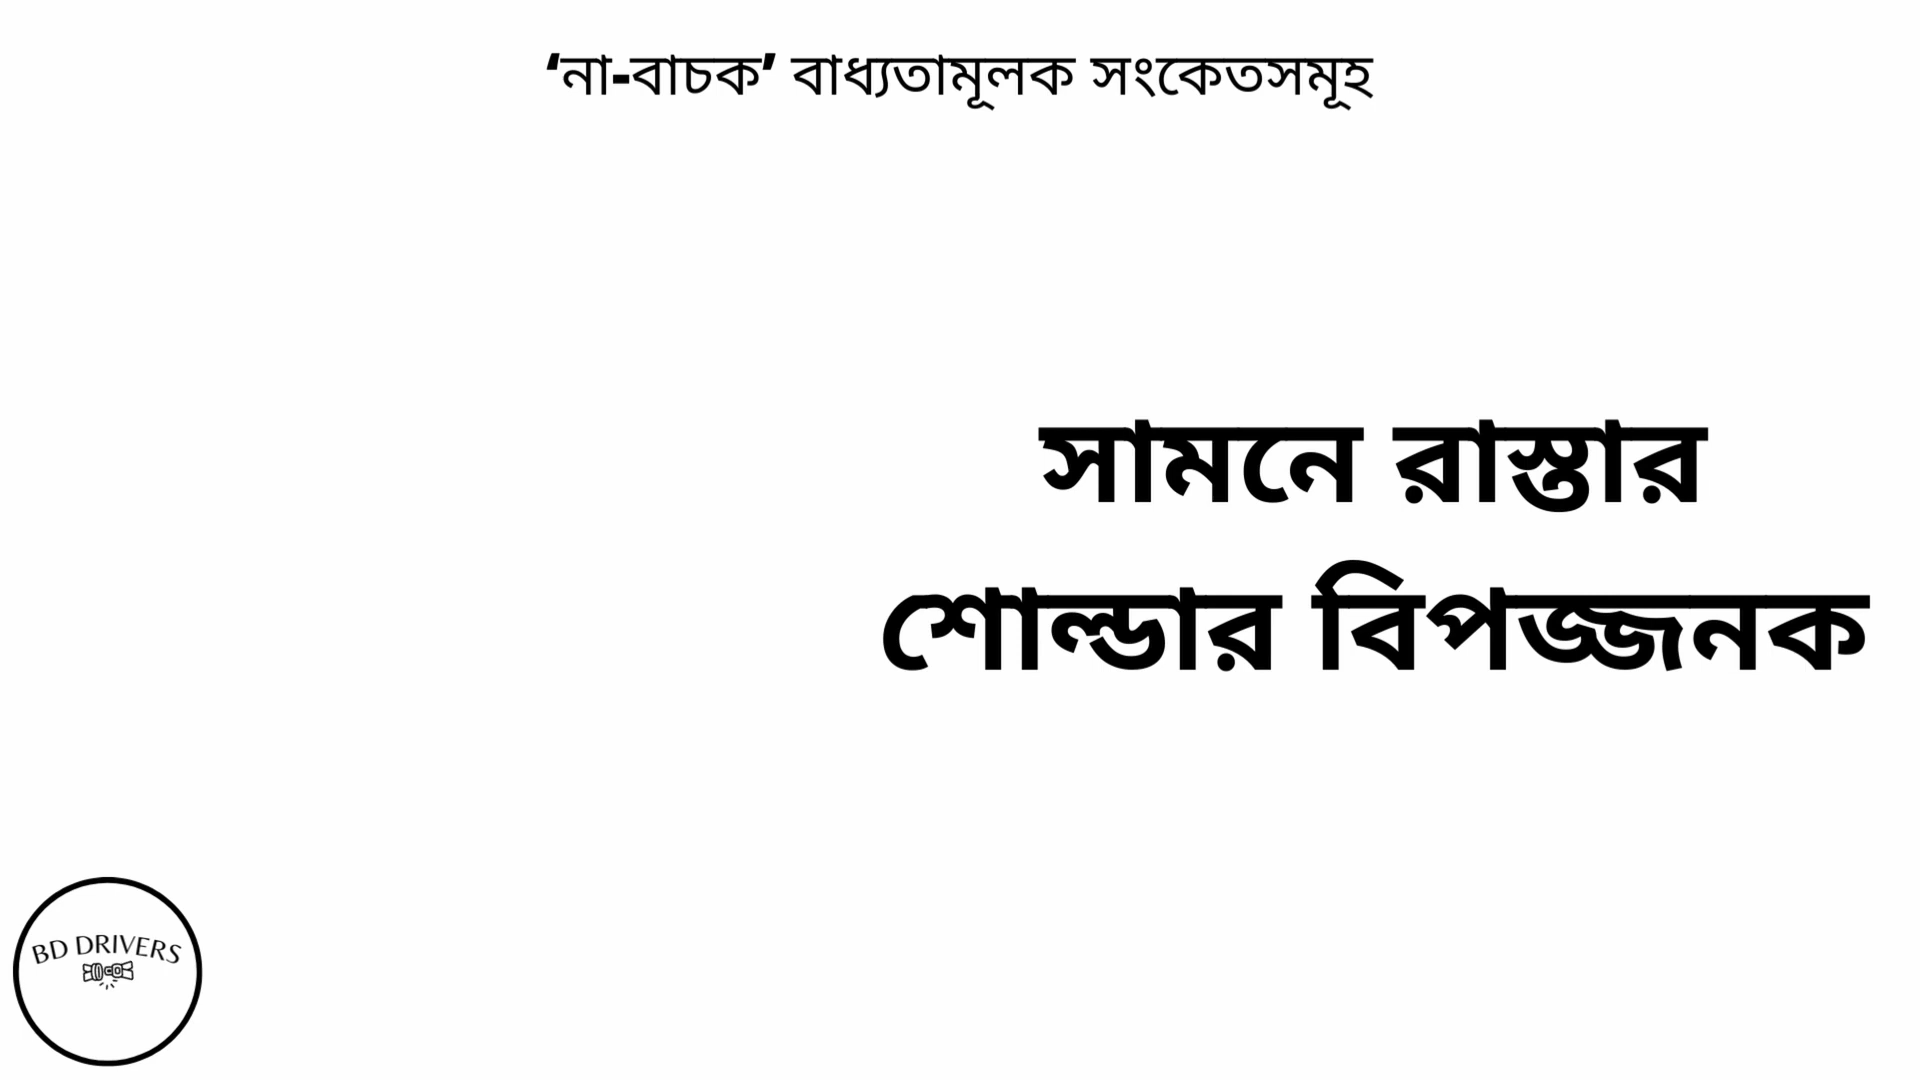 ‘না-বাচক’ বাধ্যতামূলক সংকেতসমূহ
সামনে রাস্তার
শোল্ডার বিপজ্জনক
BD DRIVERS